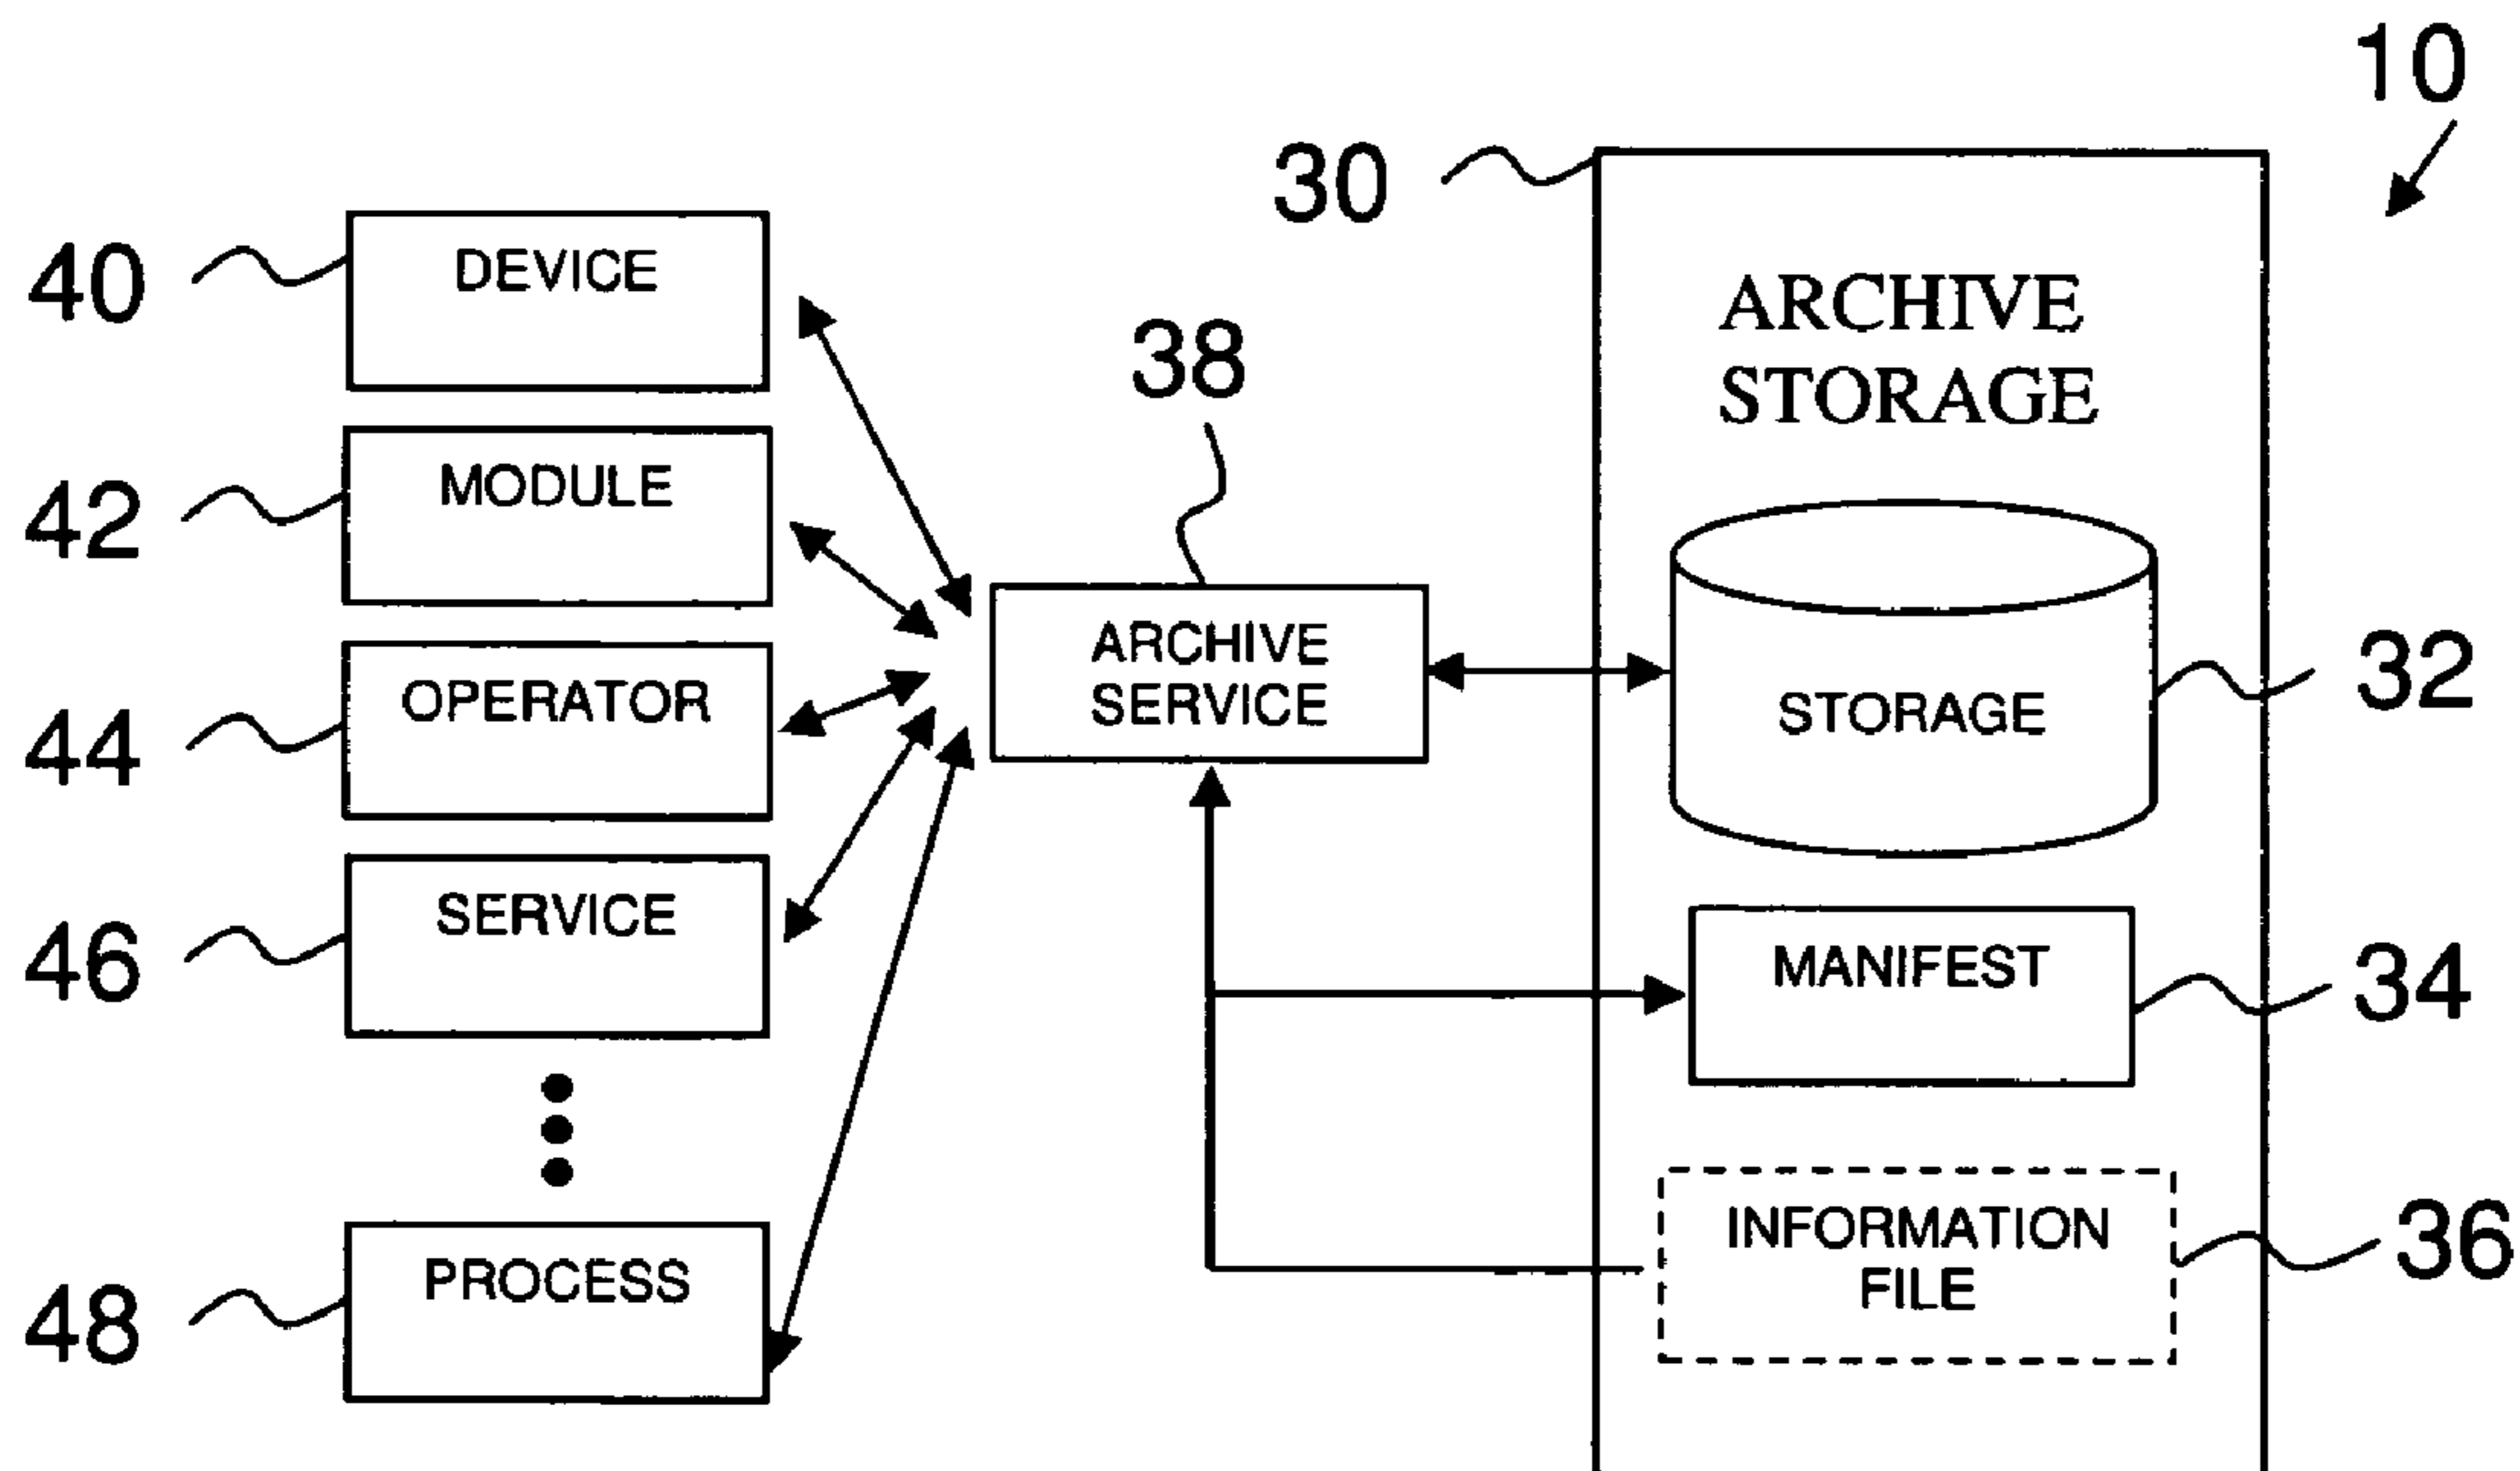 10
30
ARCHIVE
STORAGE
40
DEVICE
38
42
MODULE
ARCHIVE
SERVICE
44
OPERATOR
STORAGE
32
46
SERVICE
MANIFEST
34
48
PROCESS
INFORMATION
FILE
36